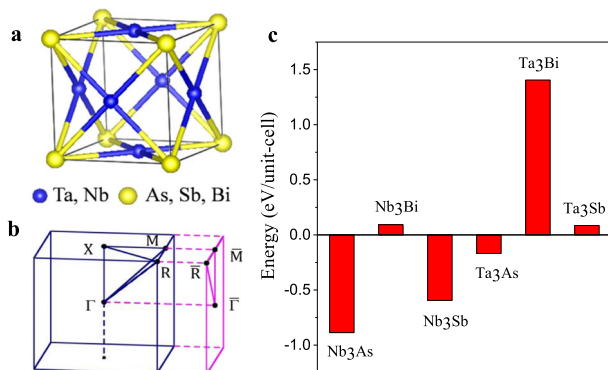 a
Ta, Nb
As, Sb, Bi
b
X
M
R
Γ
M̅
R̅
Γ̅
c
Energy (eV/unit-cell)
1.5
1.0
0.5
0.0
-0.5
-1.0
Nb3As
Nb3Bi
Nb3Sb
Ta3As
Ta3Bi
Ta3Sb